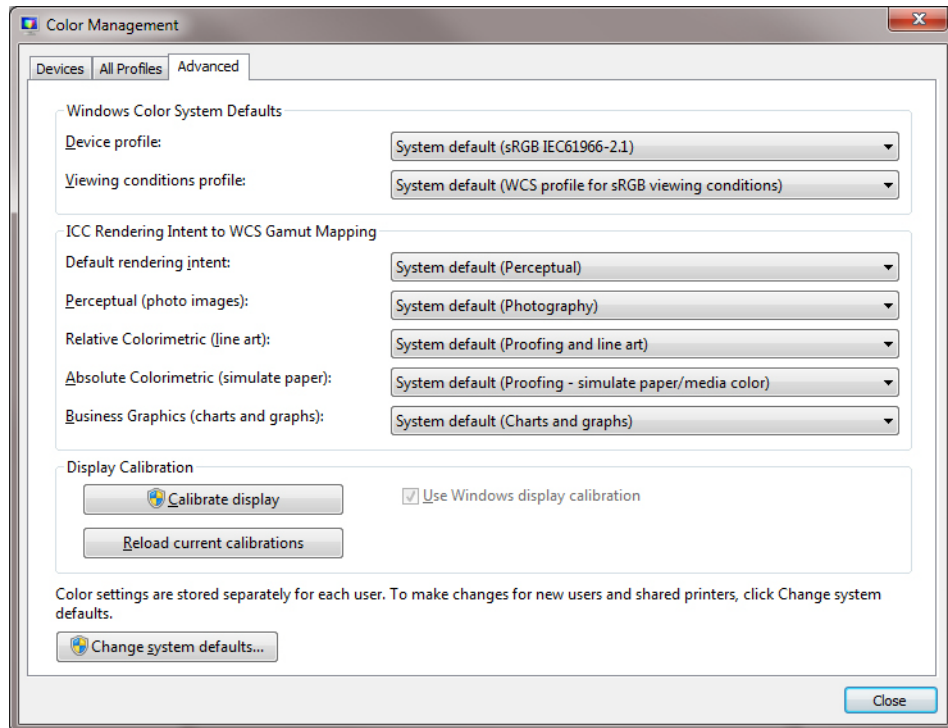 Color Management
Devices All Profiles Advanced
Windows Color System Defaults
Device profile: System default (sRGB IEC61966-2.1)
Viewing conditions profile: System default (WCS profile for sRGB viewing conditions)
ICC Rendering Intent to WCS Gamut Mapping
Default rendering intent: System default (Perceptual)
Perceptual (photo images): System default (Photography)
Relative Colorimetric (line art): System default (Proofing and line art)
Absolute Colorimetric (simulate paper): System default (Proofing - simulate paper/media color)
Business Graphics (charts and graphs): System default (Charts and graphs)
Display Calibration
Calibrate display Use Windows display calibration
Reload current calibrations
Color settings are stored separately for each user. To make changes for new users and shared printers, click Change system
defaults.
Change system defaults...
Close